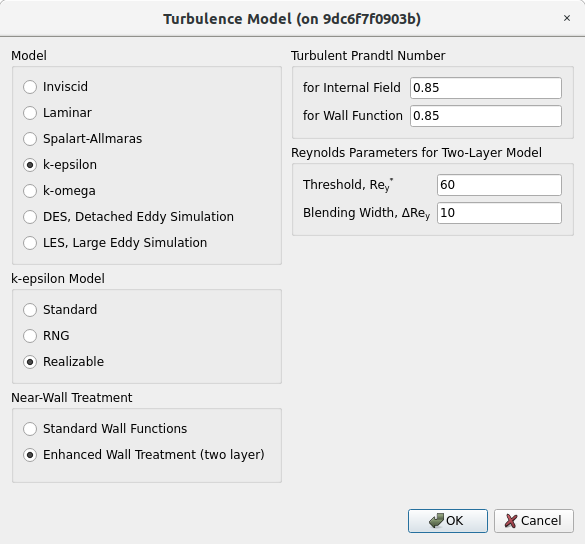 Turbulence Model (on 9dc6f7f0903b)
×
Model
Inviscid
Laminar
Spalart-Allmaras
k-epsilon
k-omega
DES, Detached Eddy Simulation
LES, Large Eddy Simulation
k-epsilon Model
Standard
RNG
Realizable
Near-Wall Treatment
Standard Wall Functions
Enhanced Wall Treatment (two layer)
Turbulent Prandtl Number
for Internal Field 0.85
for Wall Function 0.85
Reynolds Parameters for Two-Layer Model
Threshold, Rey* 60
Blending Width, ΔRey 10
OK
Cancel